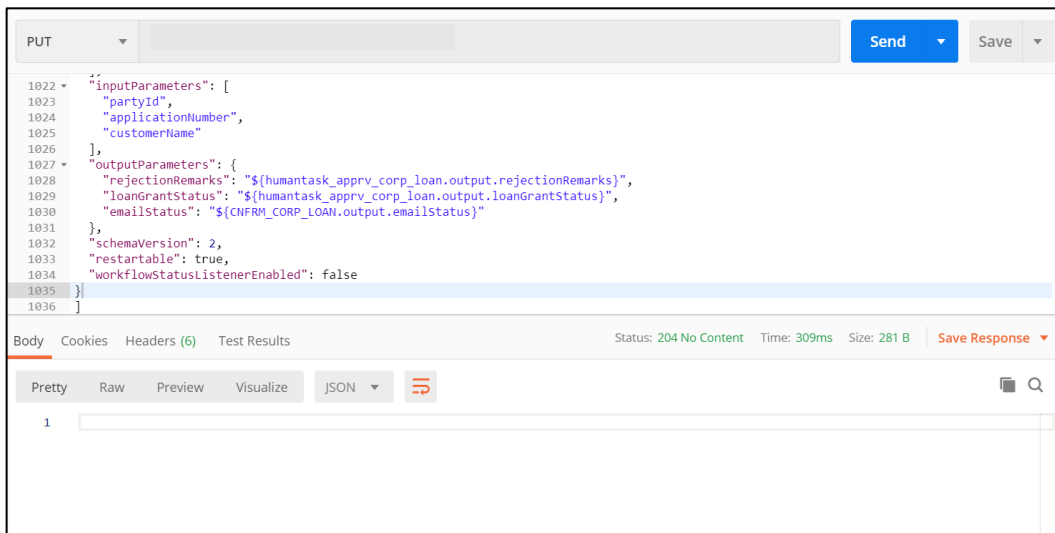 PUT
Send
Save
],
1022 "inputParameters": [
1023 "partyId",
1024 "applicationNumber",
1025 "customerName"
1026 ],
1027 "outputParameters": {
1028 "rejectionRemarks": "${humantask_apprv_corp_loan.output.rejectionRemarks}",
1029 "loanGrantStatus": "${humantask_apprv_corp_loan.output.loanGrantStatus}",
1030 "emailStatus": "${CNFRM_CORP_LOAN.output.emailStatus}"
1031 },
1032 "schemaVersion": 2,
1033 "restartable": true,
1034 "workflowStatusListenerEnabled": false
1035 }
1036 ]
Body Cookies Headers (6) Test Results Status: 204 No Content Time: 309ms Size: 281 B Save Response
Pretty Raw Preview Visualize JSON
1